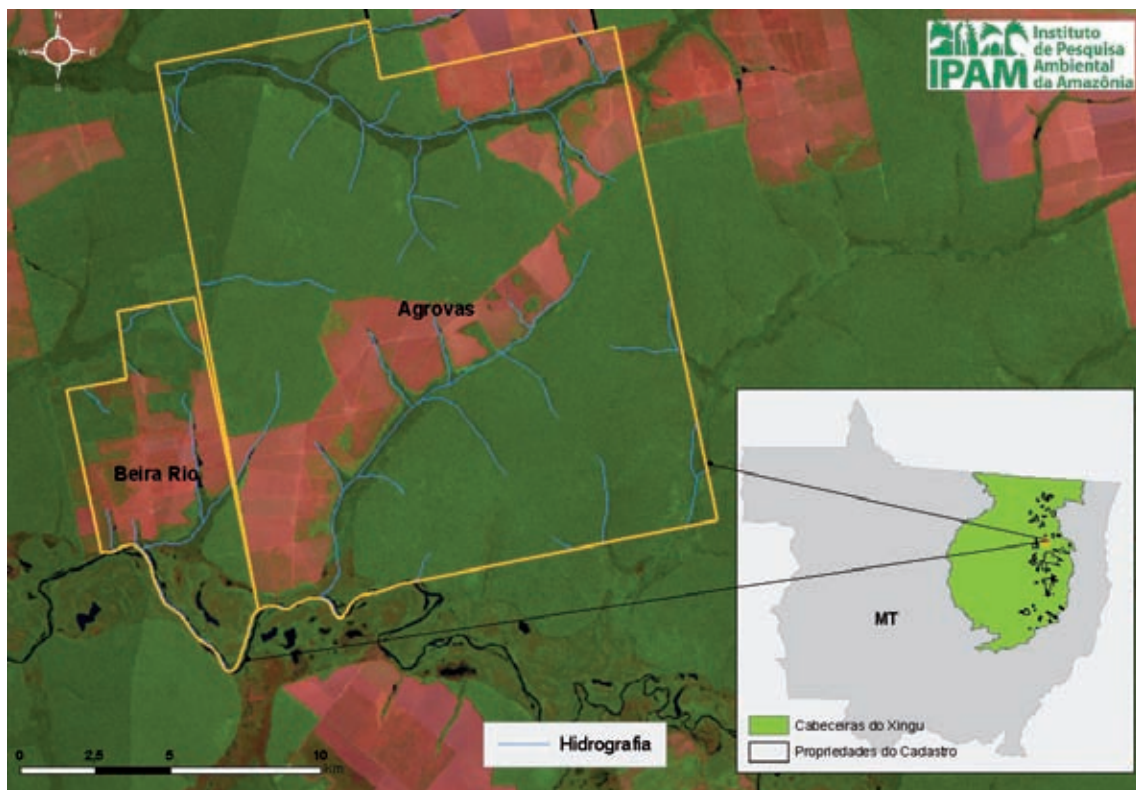 N
W E
S
IPAM
Instituto
de Pesquisa
Ambiental
da Amazônia
Agrovas
Beira Rio
MT
Cabeceiras do Xingu
Propriedades do Cadastro
Hidrografia
0 2,5 5 10
km